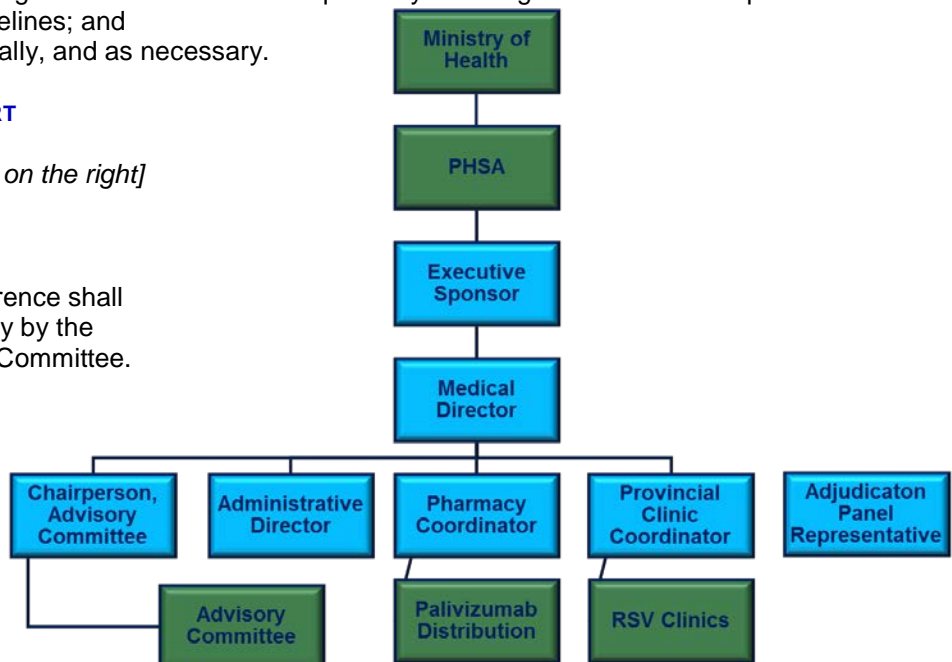 elines; and
ally, and as necessary.
RT
on the right]
rence shall
y by the
Committee.
Ministry of
Health
PHSA
Executive
Sponsor
Medical
Director
Chairperson,
Advisory
Committee
Administrative
Director
Pharmacy
Coordinator
Provincial
Clinic
Coordinator
Adjudicaton
Panel
Representative
Advisory
Committee
Palivizumab
Distribution
RSV Clinics